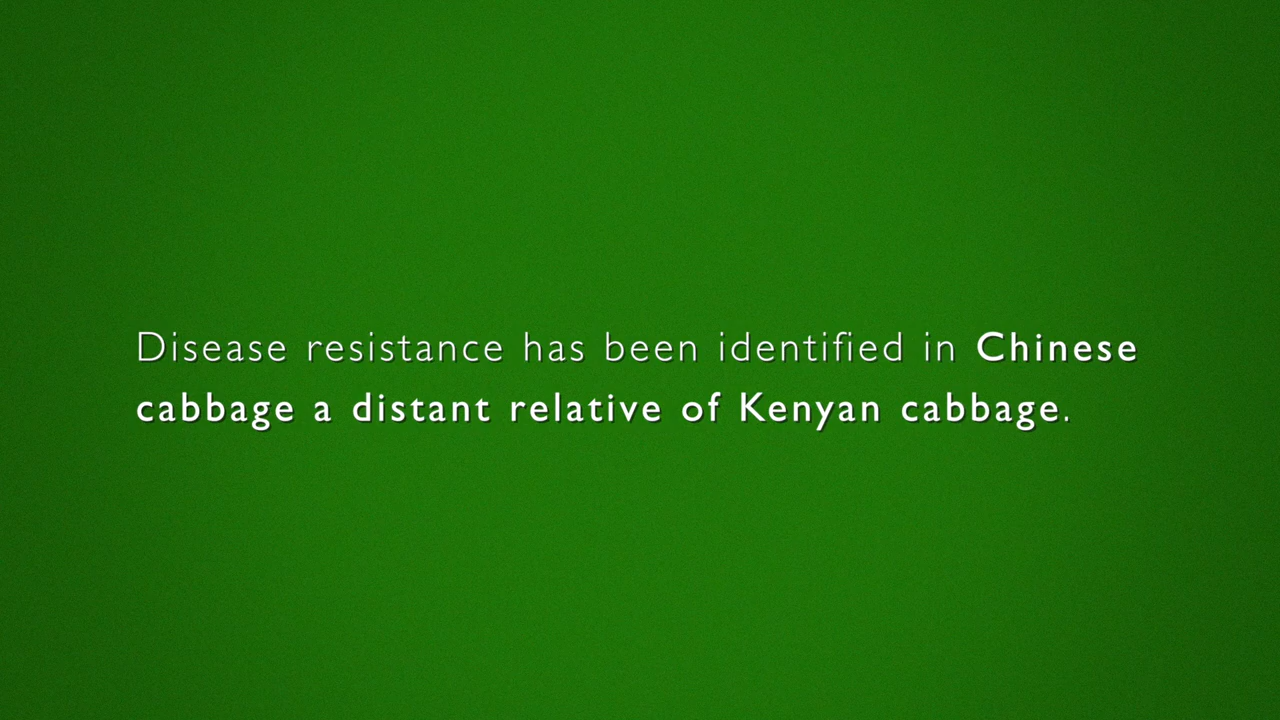 Disease resistance has been identified in Chinese
cabbage a distant relative of Kenyan cabbage.